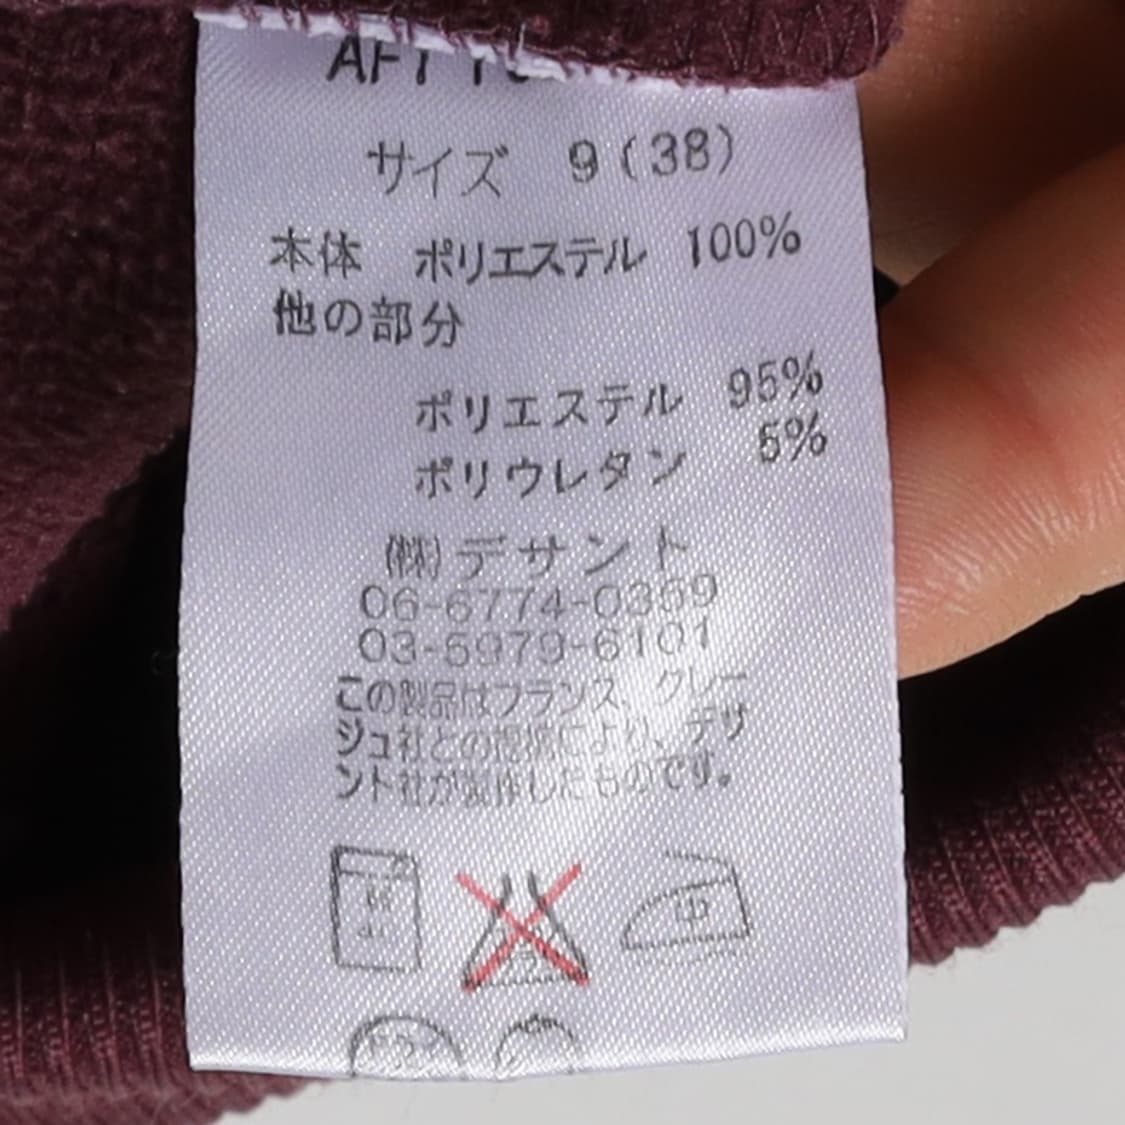 サイズ 9(38)
本体 ポリエステル 100%
他の部分
ポリエステル 95%
ポリウレタン 5%
㈱デサント
06-6774-0369
03-5979-6101
この製品はフランス、クレー
ジュ社との提携により、デサ
ント社が製作したものです。
中